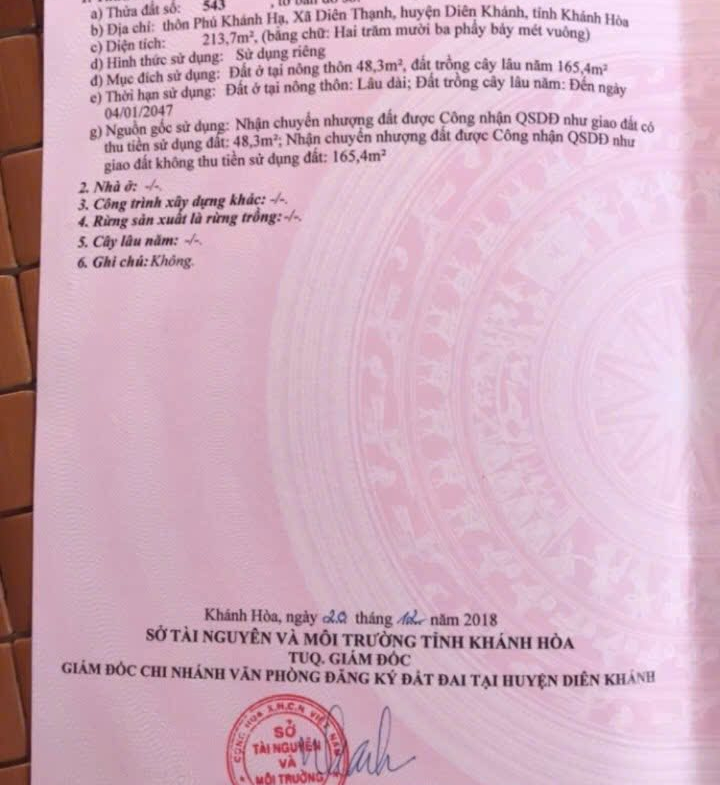 a) Thửa đất số: 543 , tờ bản đồ số:
b) Địa chỉ: thôn Phú Khánh Hạ, Xã Diên Thạnh, huyện Diên Khánh, tỉnh Khánh Hòa
c) Diện tích: 213,7m², (bằng chữ: Hai trăm mười ba phẩy bảy mét vuông)
d) Hình thức sử dụng: Sử dụng riêng
đ) Mục đích sử dụng: Đất ở tại nông thôn 48,3m², đất trồng cây lâu năm 165,4m²
e) Thời hạn sử dụng: Đất ở tại nông thôn: Lâu dài; Đất trồng cây lâu năm: Đến ngày
04/01/2047
g) Nguồn gốc sử dụng: Nhận chuyển nhượng đất được Công nhận QSDĐ như giao đất có
thu tiền sử dụng đất: 48,3m²; Nhận chuyển nhượng đất được Công nhận QSDĐ như
giao đất không thu tiền sử dụng đất: 165,4m²
2. Nhà ở: -/-.
3. Công trình xây dựng khác: -/-.
4. Rừng sản xuất là rừng trồng:-/-.
5. Cây lâu năm: -/-.
6. Ghi chú: Không.
Khánh Hòa, ngày 20 tháng 12 năm 2018
SỞ TÀI NGUYÊN VÀ MÔI TRƯỜNG TỈNH KHÁNH HÒA
TUQ. GIÁM ĐỐC
GIÁM ĐỐC CHI NHÁNH VĂN PHÒNG ĐĂNG KÝ ĐẤT ĐAI TẠI HUYỆN DIÊN KHÁNH
CỘNG HÒA X.H.C.N VIỆT NAM
SỞ
TÀI NGUYÊN
VÀ
MÔI TRƯỜNG